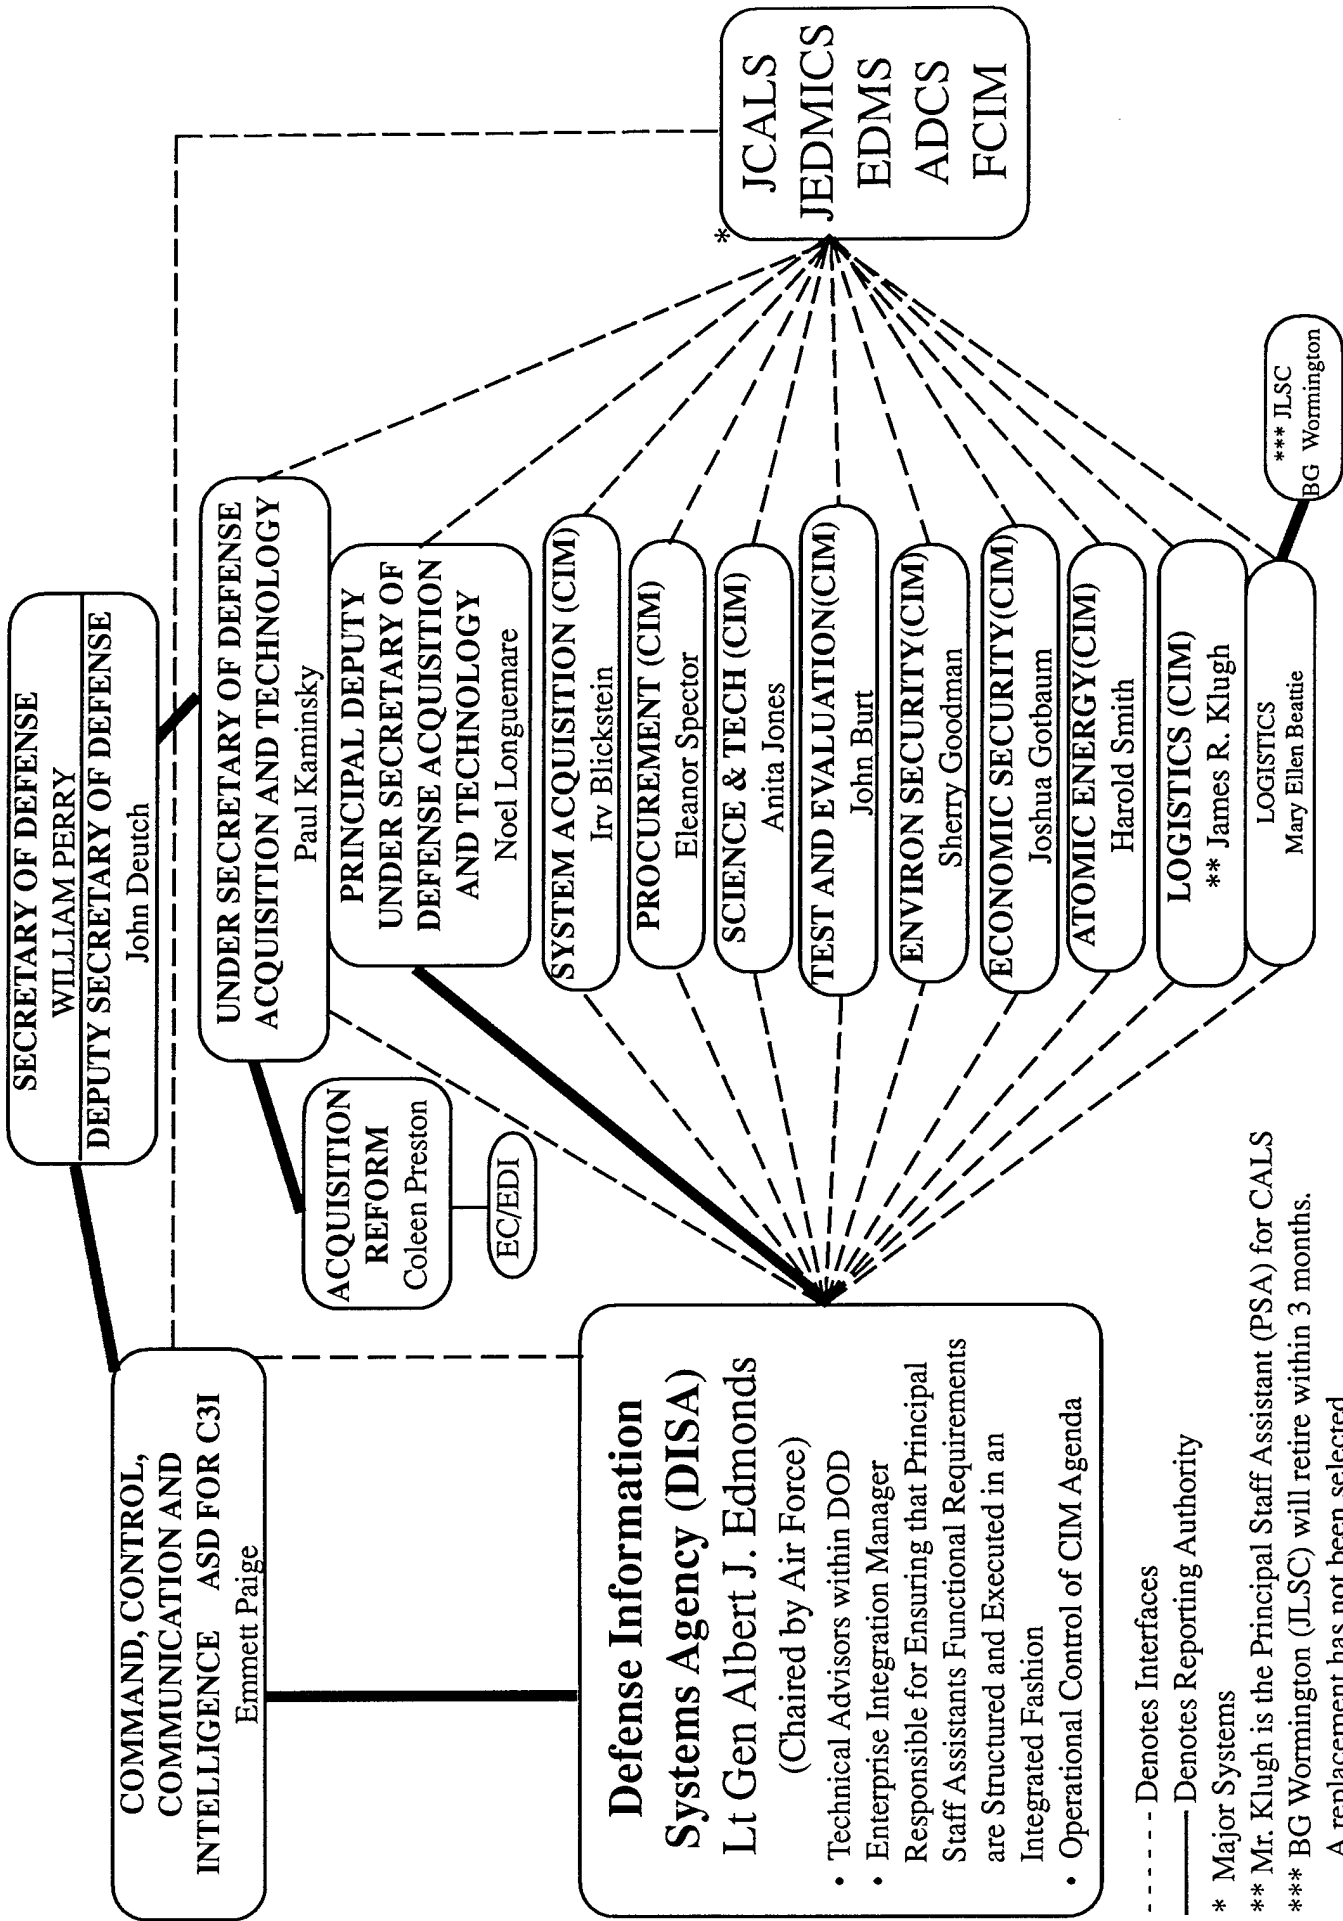 SECRETARY OF DEFENSE
WILLIAM PERRY
DEPUTY SECRETARY OF DEFENSE
John Deutch
COMMAND, CONTROL,
COMMUNICATION AND
INTELLIGENCE ASD FOR C3I
Emmett Paige
UNDER SECRETARY OF DEFENSE
ACQUISITION AND TECHNOLOGY
Paul Kaminsky
ACQUISITION
REFORM
Coleen Preston
EC/EDI
PRINCIPAL DEPUTY
UNDER SECRETARY OF
DEFENSE ACQUISITION
AND TECHNOLOGY
Noel Longuemare
SYSTEM ACQUISITION (CIM)
Irv Blickstein
PROCUREMENT (CIM)
Eleanor Spector
SCIENCE & TECH (CIM)
Anita Jones
TEST AND EVALUATION(CIM)
John Burt
ENVIRON SECURITY(CIM)
Sherry Goodman
ECONOMIC SECURITY(CIM)
Joshua Gotbaum
ATOMIC ENERGY(CIM)
Harold Smith
LOGISTICS (CIM)
** James R. Klugh
LOGISTICS
Mary Ellen Beattie
*** JLSC
BG Wormington
*
JCALS
JEDMICS
EDMS
ADCS
FCIM
Defense Information
Systems Agency (DISA)
Lt Gen Albert J. Edmonds
(Chaired by Air Force)
• Technical Advisors within DOD
• Enterprise Integration Manager
Responsible for Ensuring that Principal
Staff Assistants Functional Requirements
are Structured and Executed in an
Integrated Fashion
• Operational Control of CIM Agenda
- - - - - Denotes Interfaces
Denotes Reporting Authority
* Major Systems
** Mr. Klugh is the Principal Staff Assistant (PSA) for CALS
*** BG Wormington (JLSC) will retire within 3 months.
A replacement has not been selected